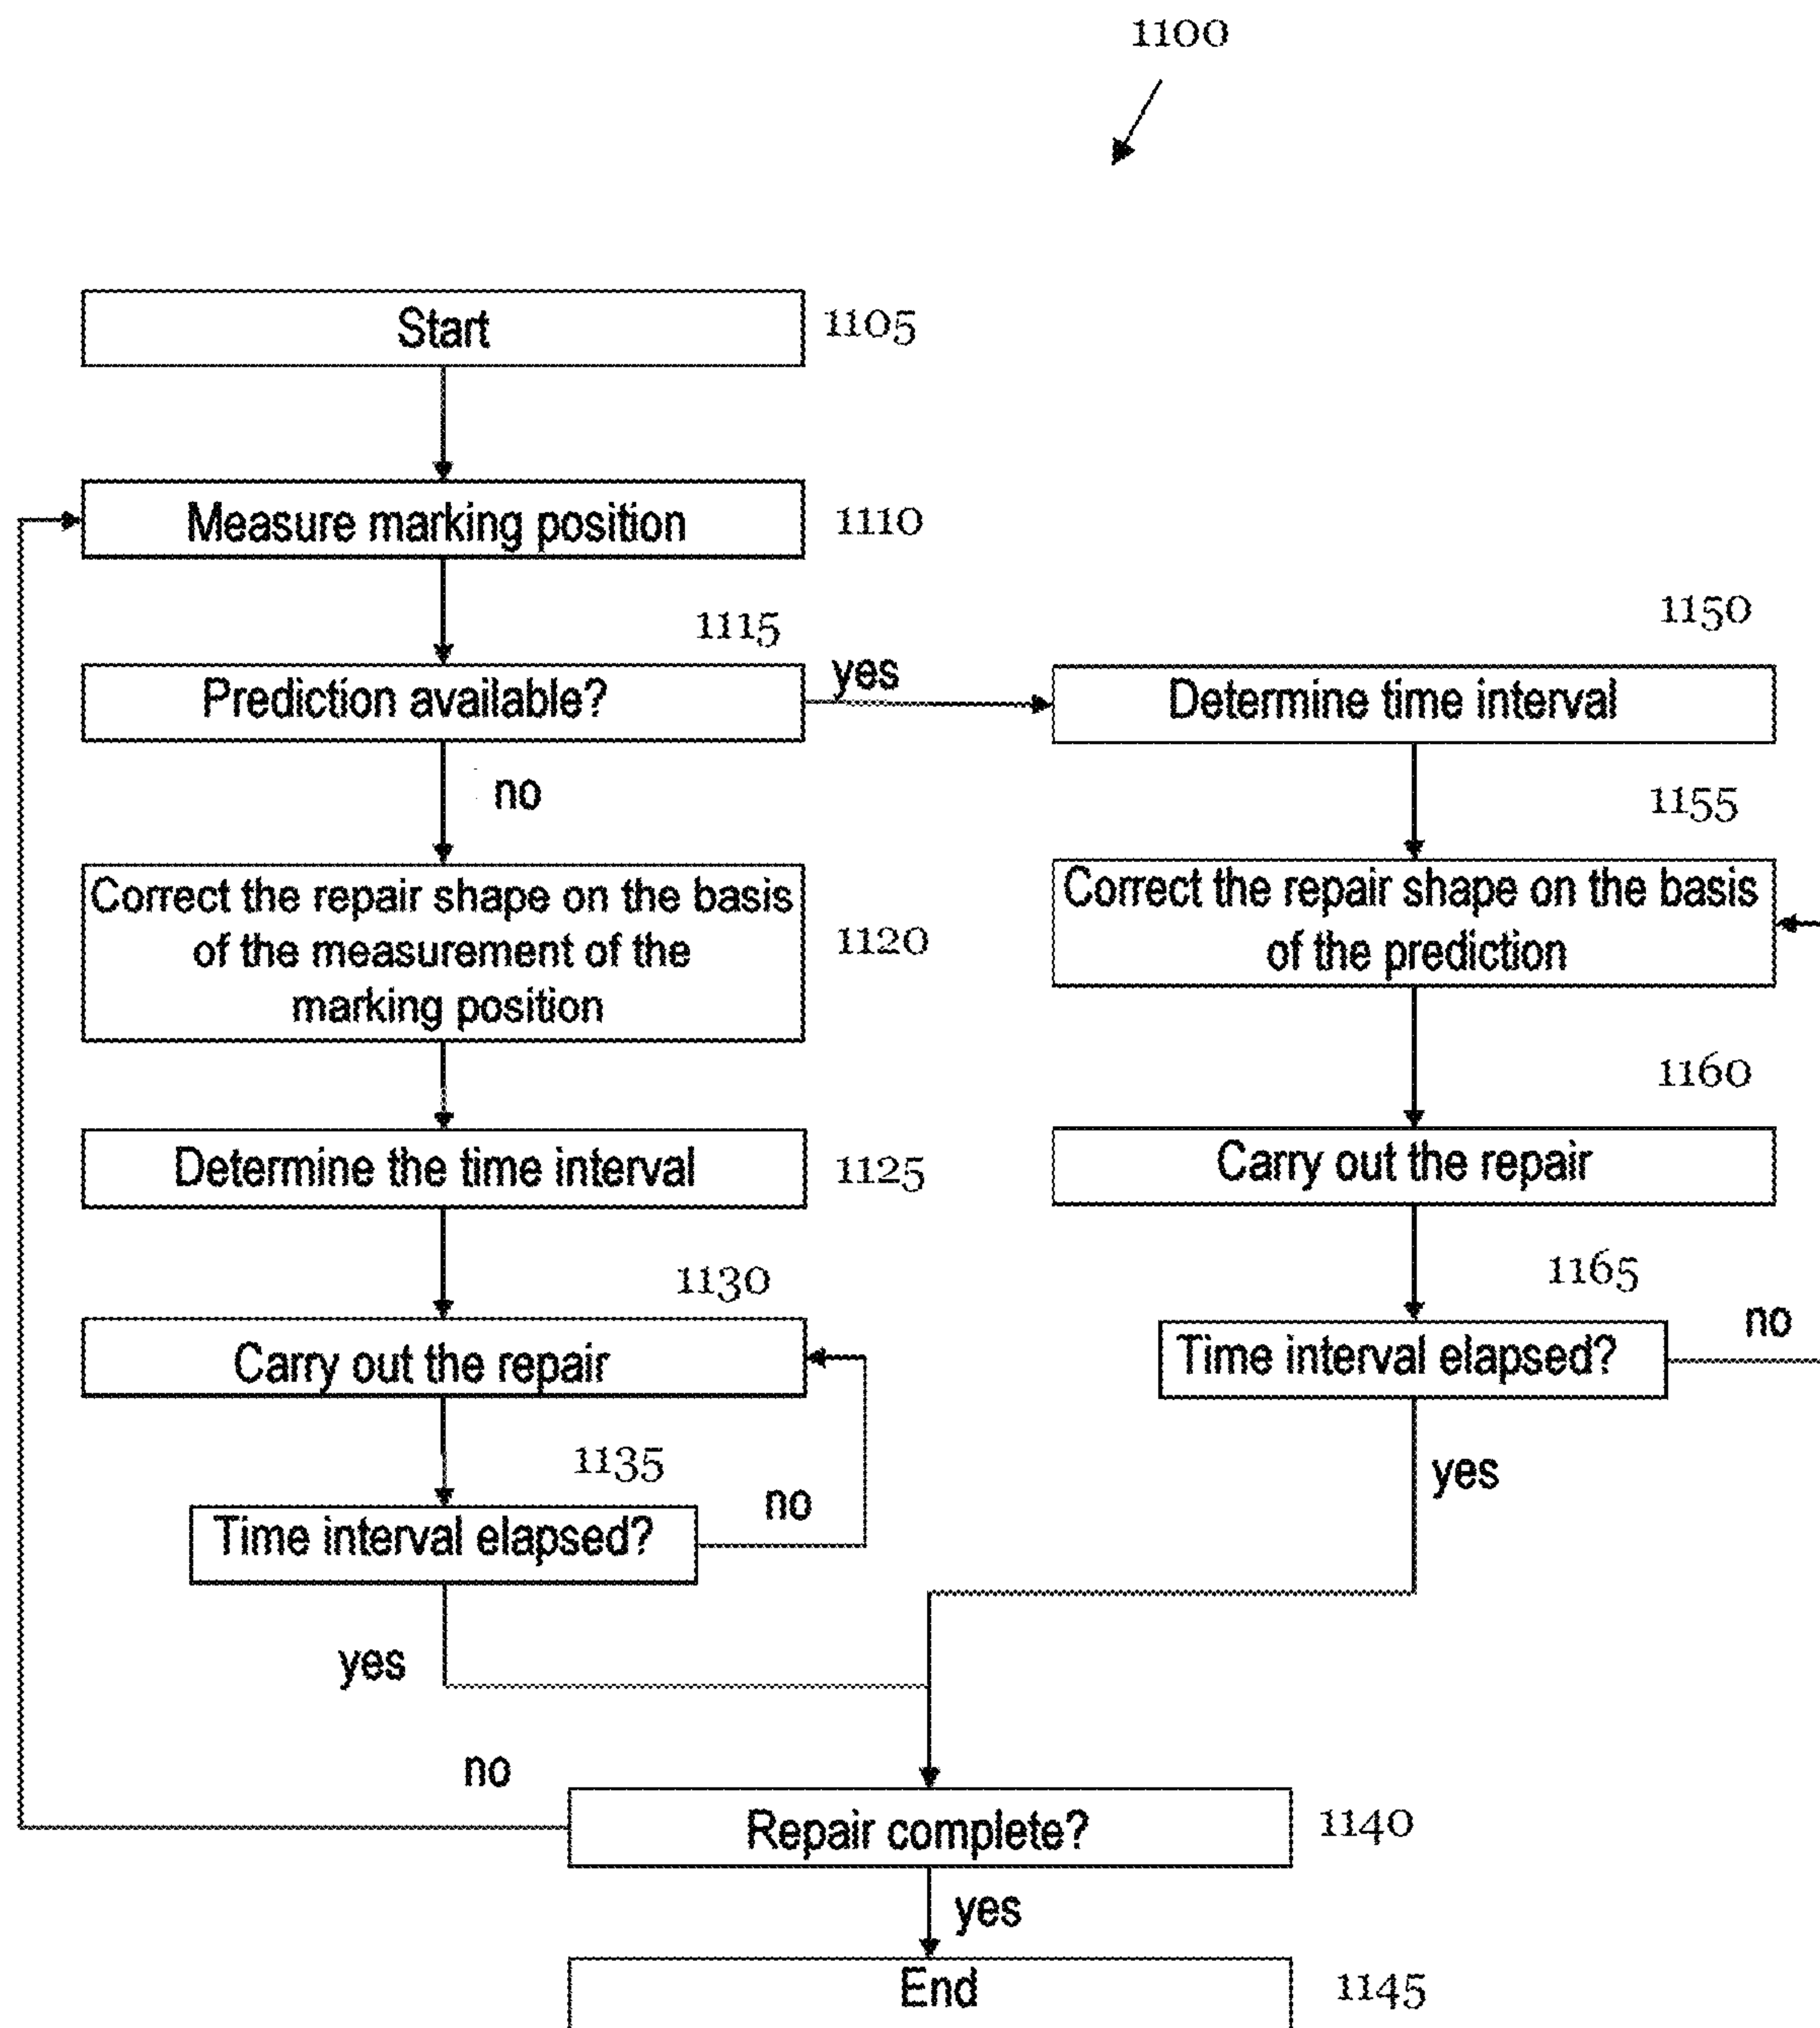 1100
Start
1105
Measure marking position
1110
1115
Prediction available?
yes
1150
Determine time interval
no
1155
Correct the repair shape on the basis
of the measurement of the
marking position
1120
Correct the repair shape on the basis
of the prediction
Determine the time interval
1125
1160
Carry out the repair
1130
Carry out the repair
1165
Time interval elapsed?
no
1135
Time interval elapsed?
no
yes
yes
no
Repair complete?
1140
yes
End
1145